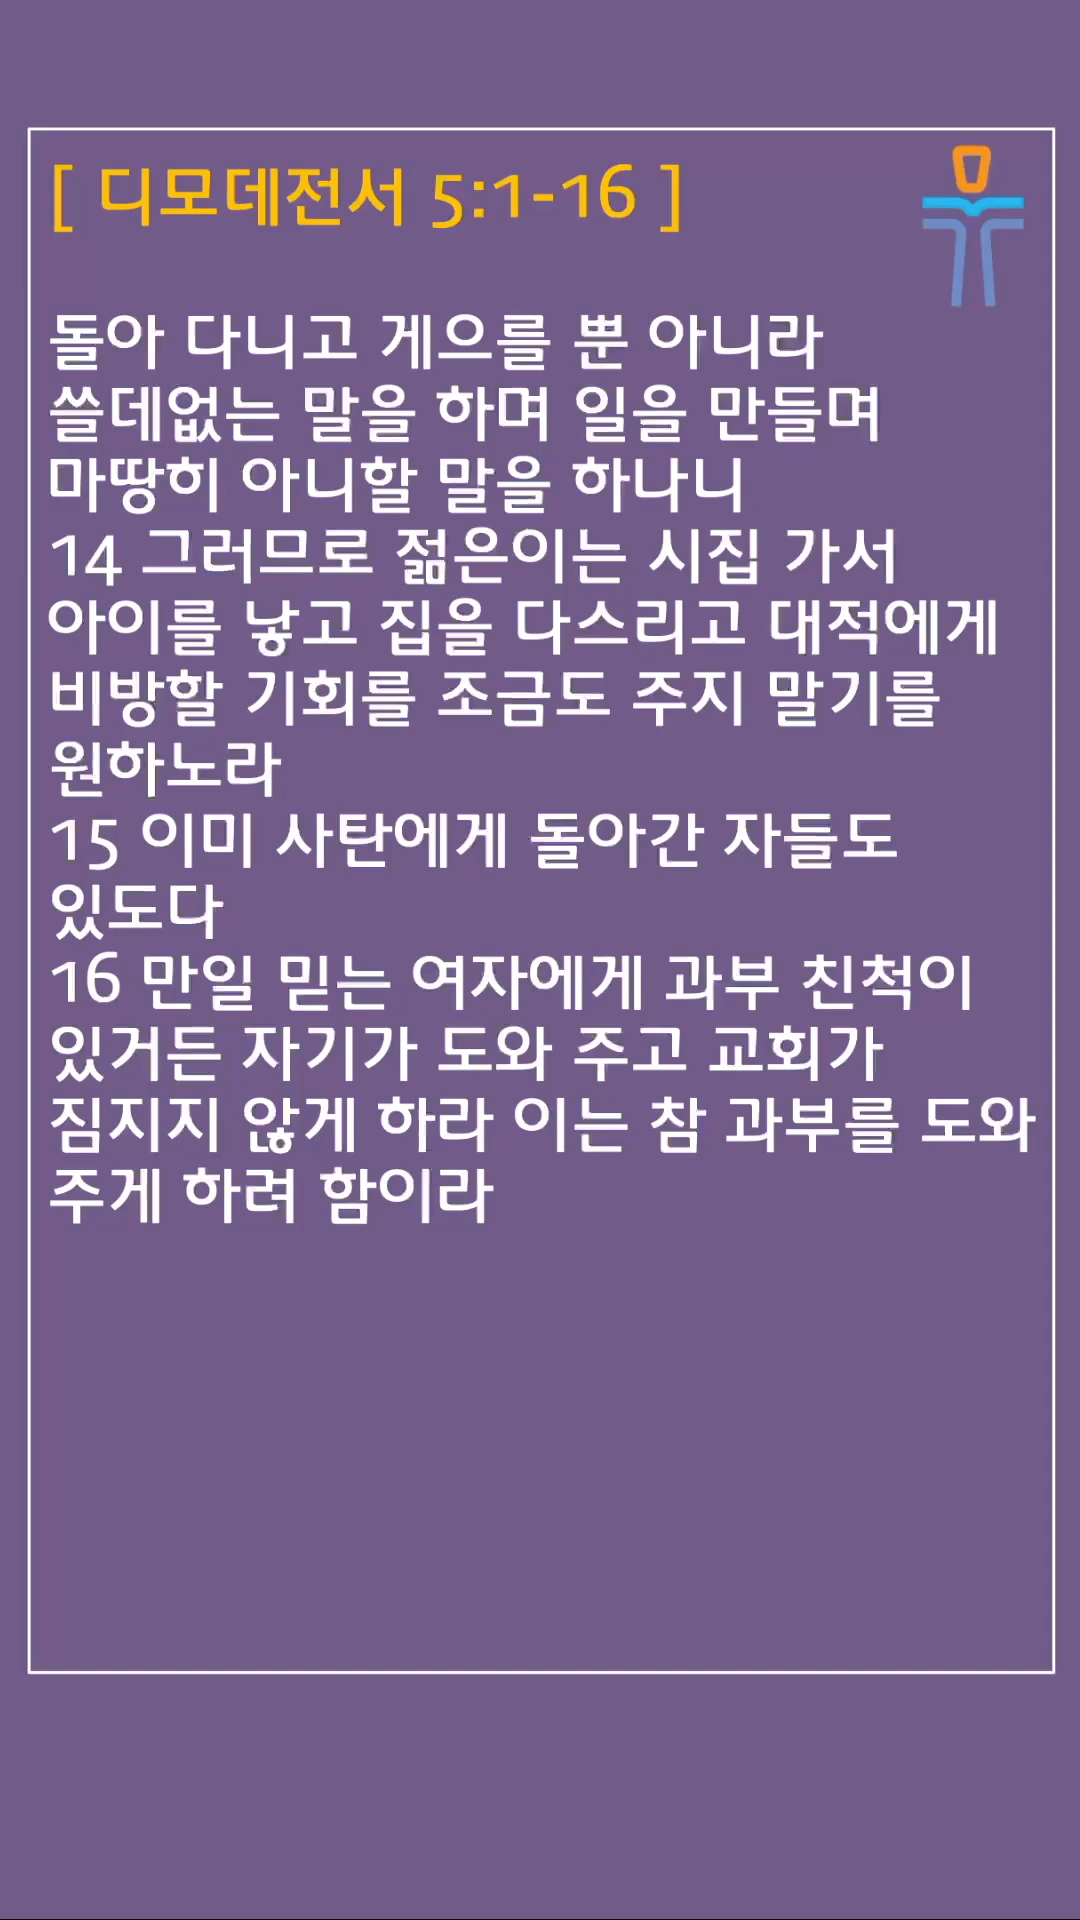 [ 디모데전서 5:1-16 ]
돌아 다니고 게으를 뿐 아니라
쓸데없는 말을 하며 일을 만들며
마땅히 아니할 말을 하나니
14 그러므로 젊은이는 시집 가서
아이를 낳고 집을 다스리고 대적에게
비방할 기회를 조금도 주지 말기를
원하노라
15 이미 사탄에게 돌아간 자들도
있도다
16 만일 믿는 여자에게 과부 친척이
있거든 자기가 도와 주고 교회가
짐지지 않게 하라 이는 참 과부를 도와
주게 하려 함이라